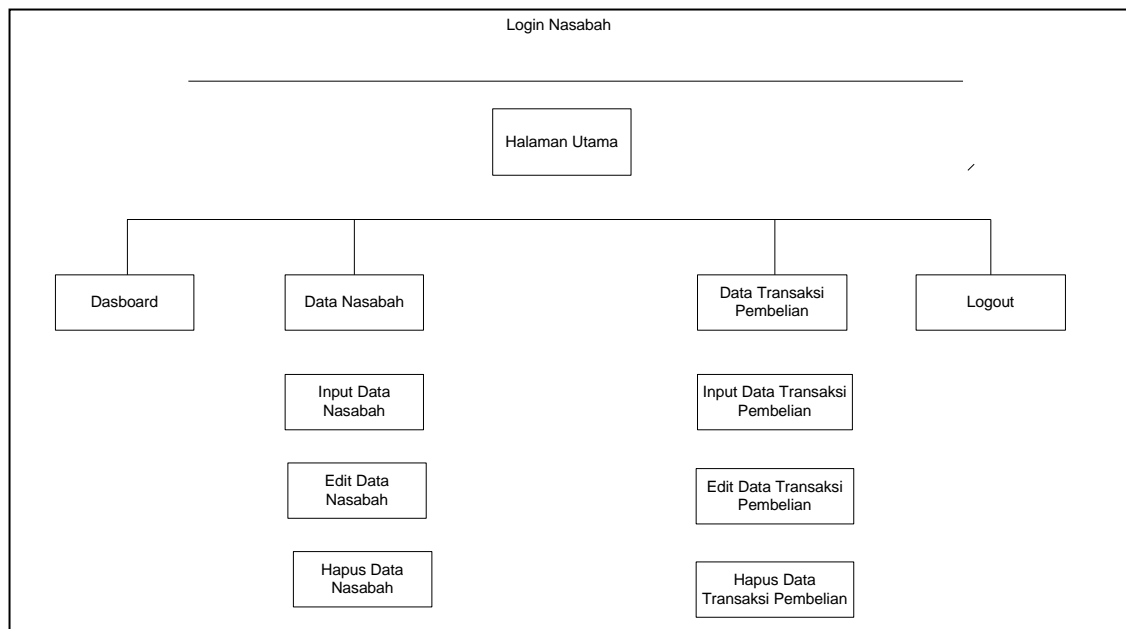 Login Nasabah
Halaman Utama
Dasboard
Data Nasabah
Data Transaksi
Pembelian
Logout
Input Data
Nasabah
Input Data Transaksi
Pembelian
Edit Data
Nasabah
Edit Data Transaksi
Pembelian
Hapus Data
Nasabah
Hapus Data
Transaksi Pembelian